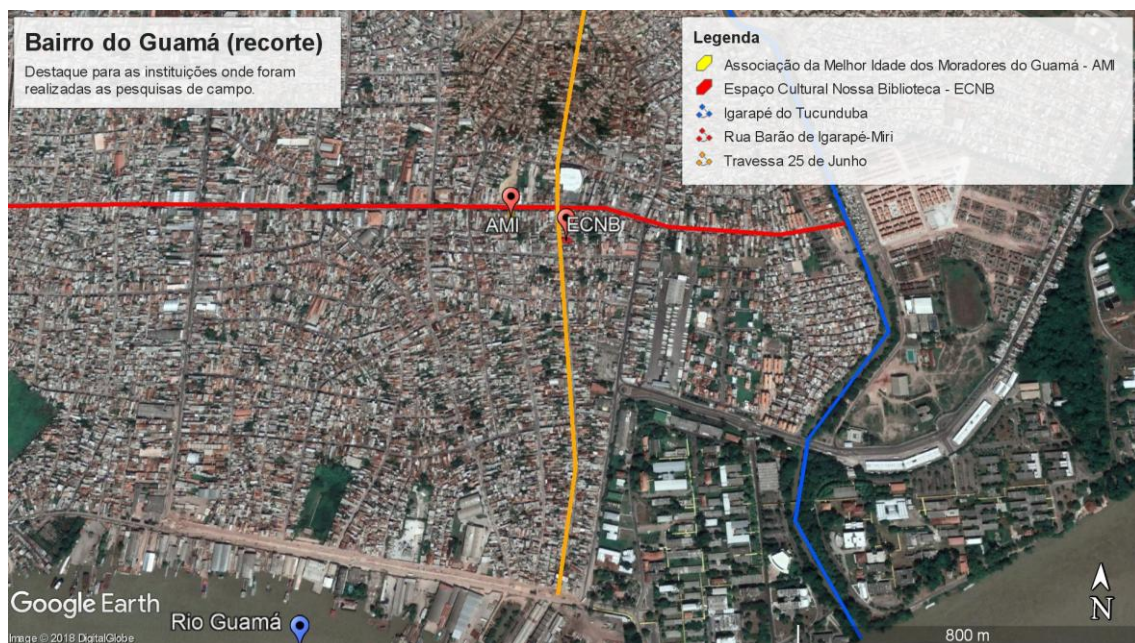 Bairro do Guamá (recorte)
Destaque para as instituições onde foram
realizadas as pesquisas de campo.
Legenda
Associação da Melhor Idade dos Moradores do Guamá - AMI
Espaço Cultural Nossa Biblioteca - ECNB
Igarapé do Tucunduba
Rua Barão de Igarapé-Miri
Travessa 25 de Junho
AMI
ECNB
Google Earth
Rio Guamá
N
Image © 2018 DigitalGlobe
800 m